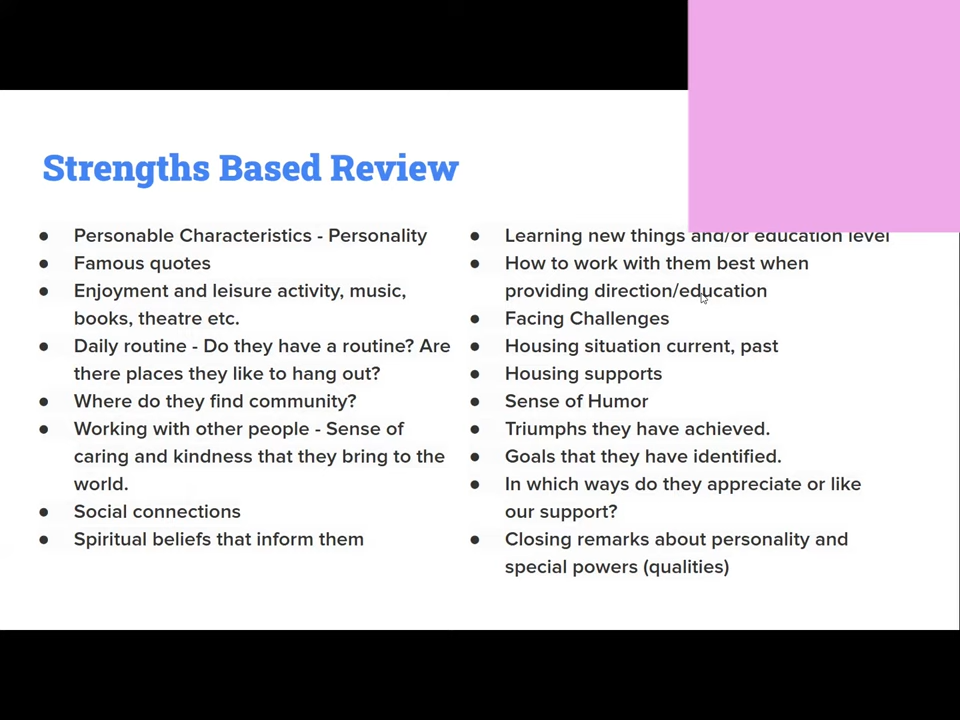 Strengths Based Review
● Personable Characteristics - Personality
● Famous quotes
● Enjoyment and leisure activity, music,
books, theatre etc.
● Daily routine - Do they have a routine? Are
there places they like to hang out?
● Where do they find community?
● Working with other people - Sense of
caring and kindness that they bring to the
world.
● Social connections
● Spiritual beliefs that inform them
● Learning new things and/or education level
● How to work with them best when
providing direction/education
● Facing Challenges
● Housing situation current, past
● Housing supports
● Sense of Humor
● Triumphs they have achieved.
● Goals that they have identified.
● In which ways do they appreciate or like
our support?
● Closing remarks about personality and
special powers (qualities)